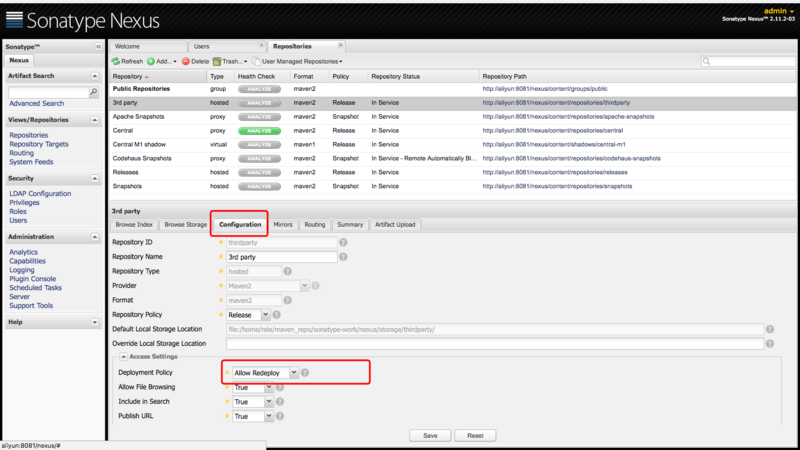 Sonatype Nexus
admin
Sonatype Nexus™ 2.11.2-03
Sonatype™
Nexus
Artifact Search
Advanced Search
Views/Repositories
Repositories
Repository Targets
Routing
System Feeds
Security
LDAP Configuration
Privileges
Roles
Users
Administration
Analytics
Capabilities
Logging
Plugin Console
Scheduled Tasks
Server
Support Tools
Help
Welcome Users Repositories
Refresh Add... Delete Trash... User Managed Repositories
Repository Type Health Check Format Policy Repository Status Repository Path
Public Repositories group ANALYZE maven2 http://aliyun:8081/nexus/content/groups/public
3rd party hosted ANALYZE maven2 Release In Service http://aliyun:8081/nexus/content/repositories/thirdparty
Apache Snapshots proxy ANALYZE maven2 Snapshot In Service http://aliyun:8081/nexus/content/repositories/apache-snapshots
Central proxy ANALYZE maven2 Release In Service http://aliyun:8081/nexus/content/repositories/central
Central M1 shadow virtual ANALYZE maven1 Release In Service http://aliyun:8081/nexus/content/shadows/central-m1
Codehaus Snapshots proxy ANALYZE maven2 Snapshot In Service - Remote Automatically Bl... http://aliyun:8081/nexus/content/repositories/codehaus-snapshots
Releases hosted ANALYZE maven2 Release In Service http://aliyun:8081/nexus/content/repositories/releases
Snapshots hosted ANALYZE maven2 Snapshot In Service http://aliyun:8081/nexus/content/repositories/snapshots
3rd party
Browse Index Browse Storage Configuration Mirrors Routing Summary Artifact Upload
Repository ID thirdparty
Repository Name 3rd party
Repository Type hosted
Provider Maven2
Format maven2
Repository Policy Release
Default Local Storage Location file:/home/raie/maven_repo/sonatype-work/nexus/storage/thirdparty/
Override Local Storage Location
Access Settings
Deployment Policy Allow Redeploy
Allow File Browsing True
Include in Search True
Publish URL True
Save Reset
aliyun:8081/nexus/#